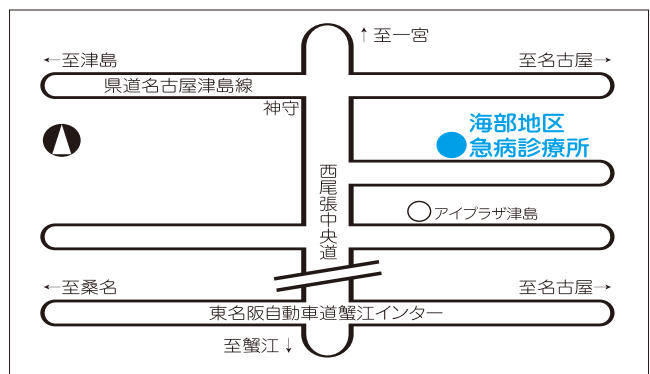 ↑至一宮
←至津島
至名古屋→
県道名古屋津島線
神守
海部地区
急病診療所
西尾張中央道
アイプラザ津島
←至桑名
至名古屋→
東名阪自動車道蟹江インター
至蟹江↓